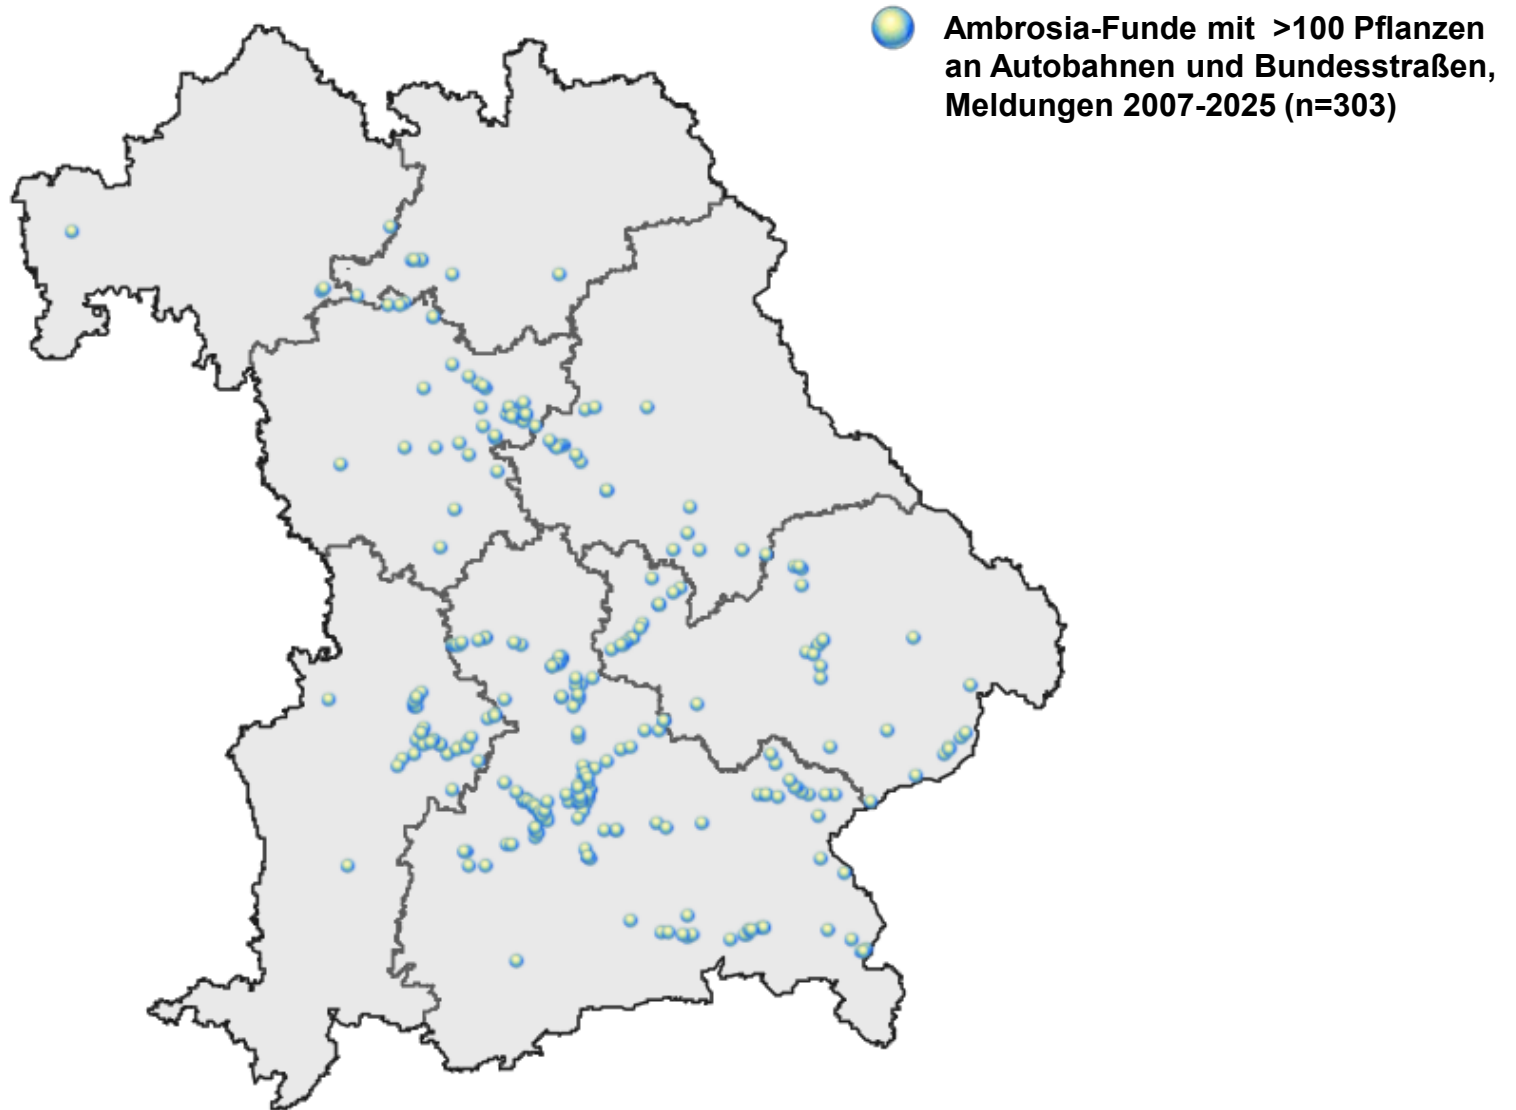 Ambrosia-Funde mit  >100 Pflanzen
an Autobahnen und Bundesstraßen,
Meldungen 2007-2025 (n=303)